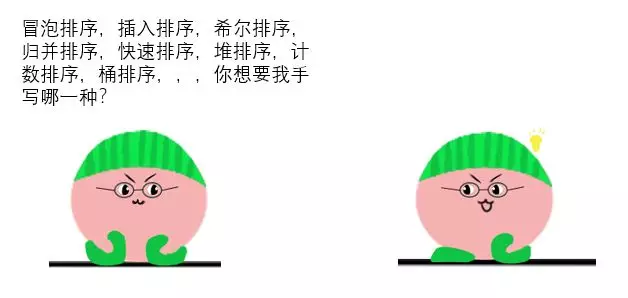 冒泡排序，插入排序，希尔排序，
归并排序，快速排序，堆排序，计
数排序，桶排序，，，你想要我手
写哪一种？